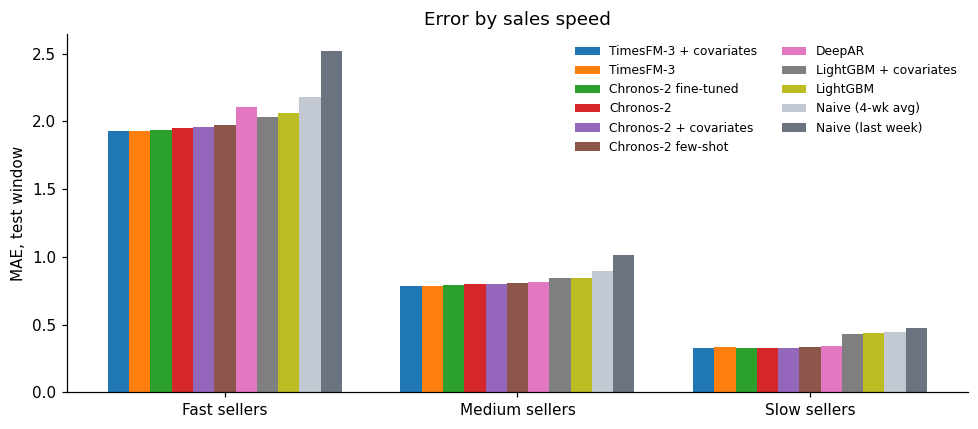 Error by sales speed
MAE, test window
2.5
2.0
1.5
1.0
0.5
0.0
TimesFM-3 + covariates
TimesFM-3
Chronos-2 fine-tuned
Chronos-2
Chronos-2 + covariates
Chronos-2 few-shot
DeepAR
LightGBM + covariates
LightGBM
Naive (4-wk avg)
Naive (last week)
Fast sellers
Medium sellers
Slow sellers